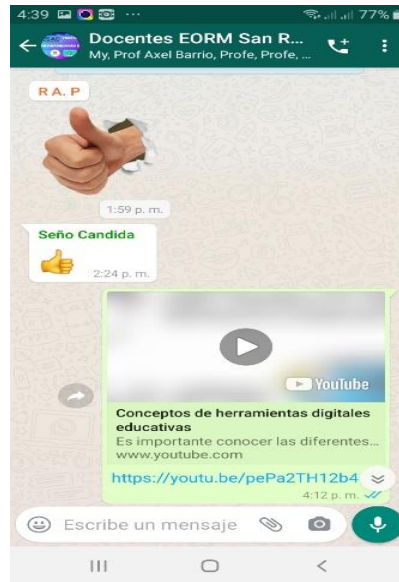 4:39 ... 77%
Docentes EORM San R...
My, Prof Axel Barrio, Profe, Profe, ...
R A. P
1:59 p. m.
Seño Candida
2:24 p. m.
YouTube
Conceptos de herramientas digitales
educativas
Es importante conocer las diferentes...
www.youtube.com
https://youtu.be/pePa2TH12b4
4:12 p. m.
Escribe un mensaje